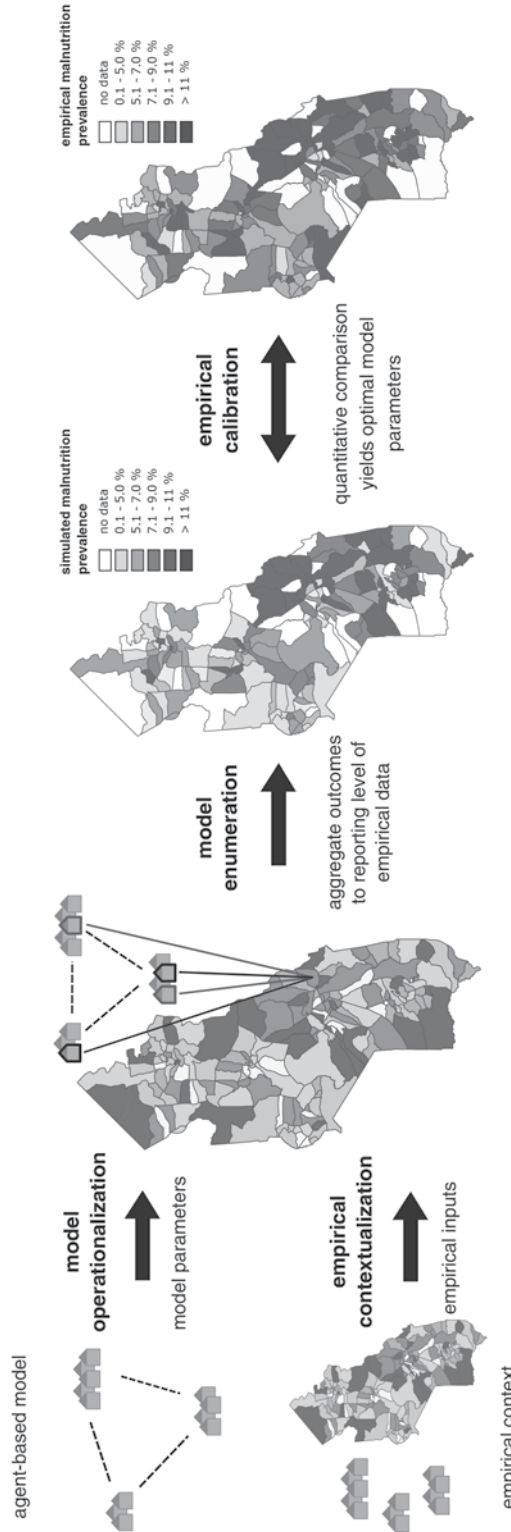 agent-based model
model
operationalization
model parameters
empirical context
empirical
contextualization
empirical inputs
model
enumeration
aggregate outcomes
to reporting level of
empirical data
simulated malnutrition
prevalence
no data
0.1 - 5.0 %
5.1 - 7.0 %
7.1 - 9.0 %
9.1 - 11 %
> 11 %
empirical
calibration
quantitative comparison
yields optimal model
parameters
empirical malnutrition
prevalence
no data
0.1 - 5.0 %
5.1 - 7.0 %
7.1 - 9.0 %
9.1 - 11 %
> 11 %